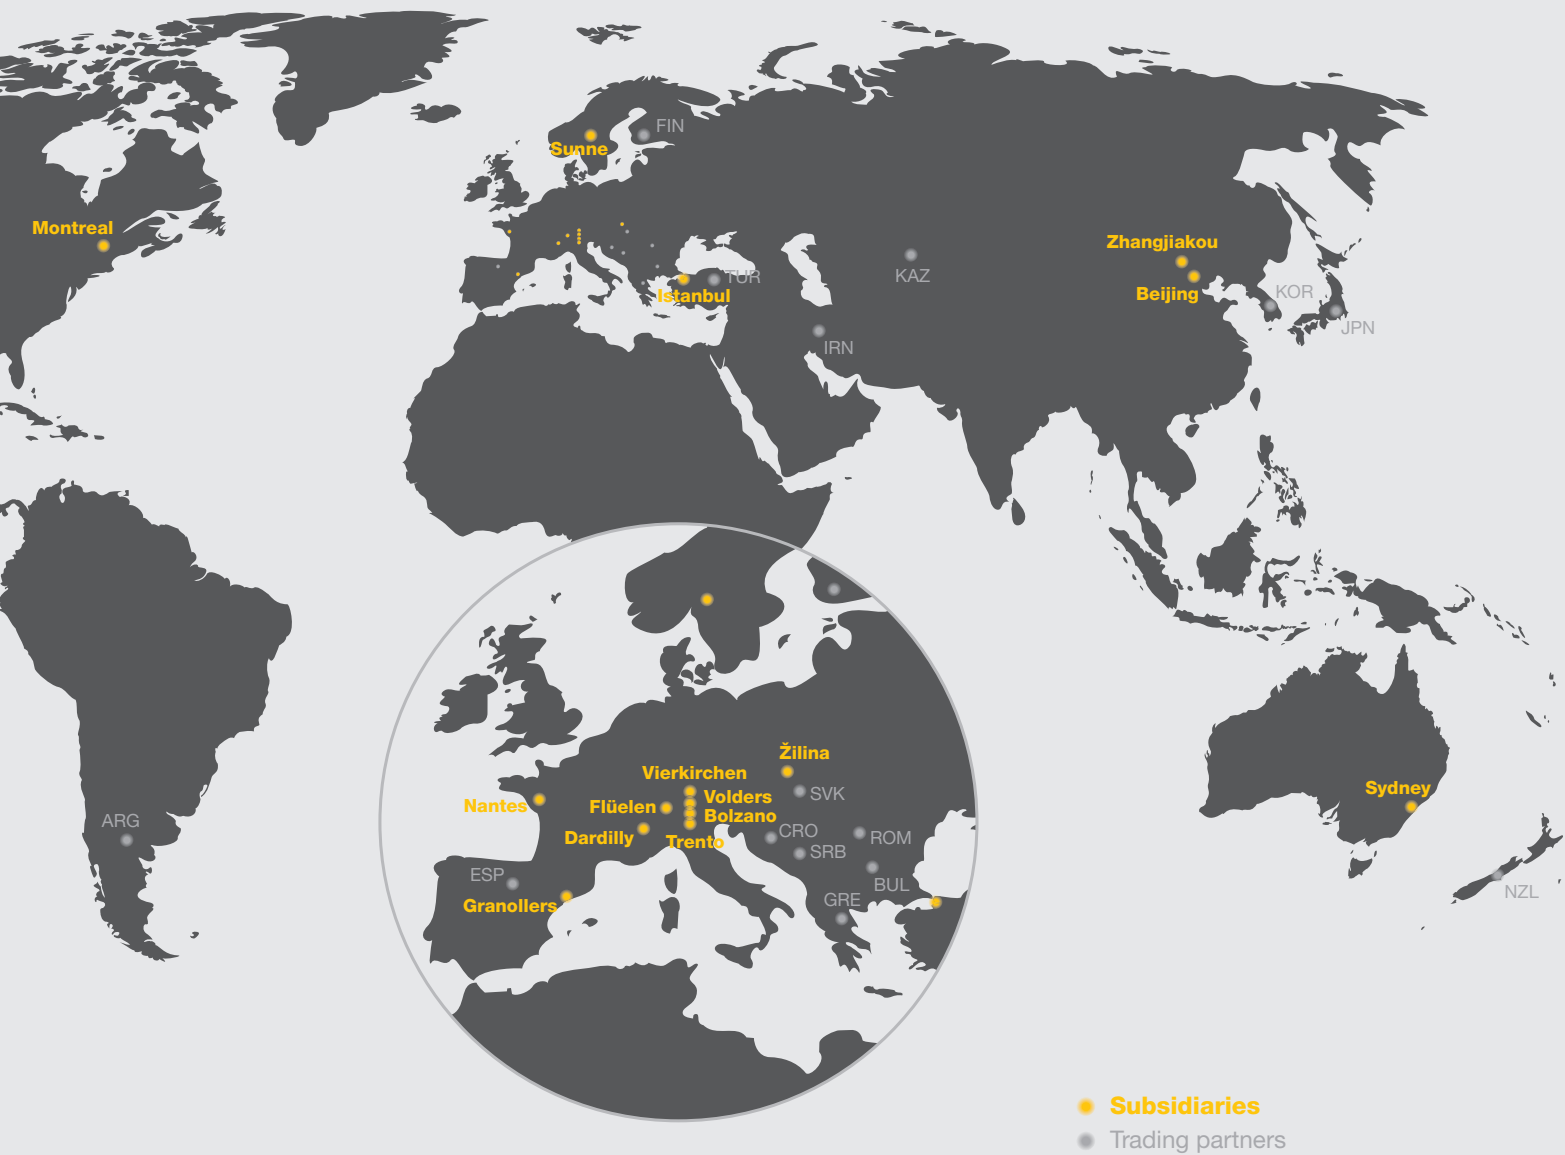 FIN
Sunne
Montreal
Zhangjiakou
KAZ
TUR
Istanbul
Beijing
KOR
JPN
IRN
Žilina
Vierkirchen
SVK
Volders
Nantes
Flüelen
Bolzano
Sydney
ARG
CRO
ROM
Dardilly
Trento
SRB
ESP
BUL
NZL
GRE
Granollers
Subsidiaries
Trading partners